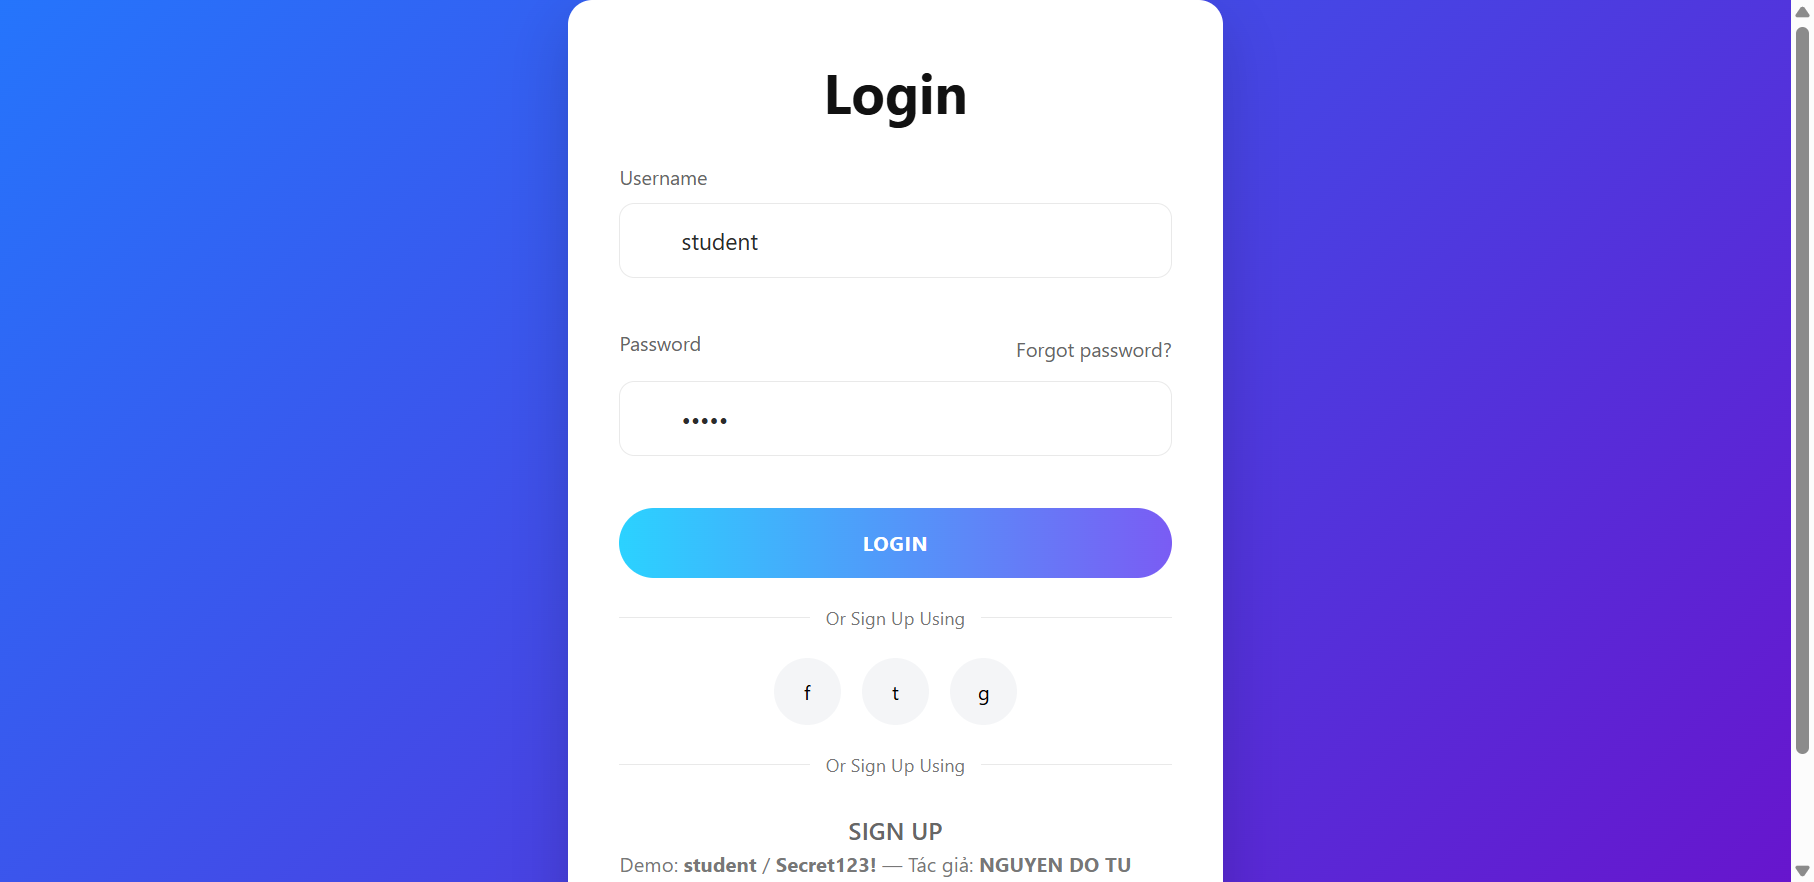 Login
Username
student
Password
Forgot password?
•••••
LOGIN
Or Sign Up Using
f
t
g
Or Sign Up Using
SIGN UP
Demo: student / Secret123! — Tác giả: NGUYEN DO TU